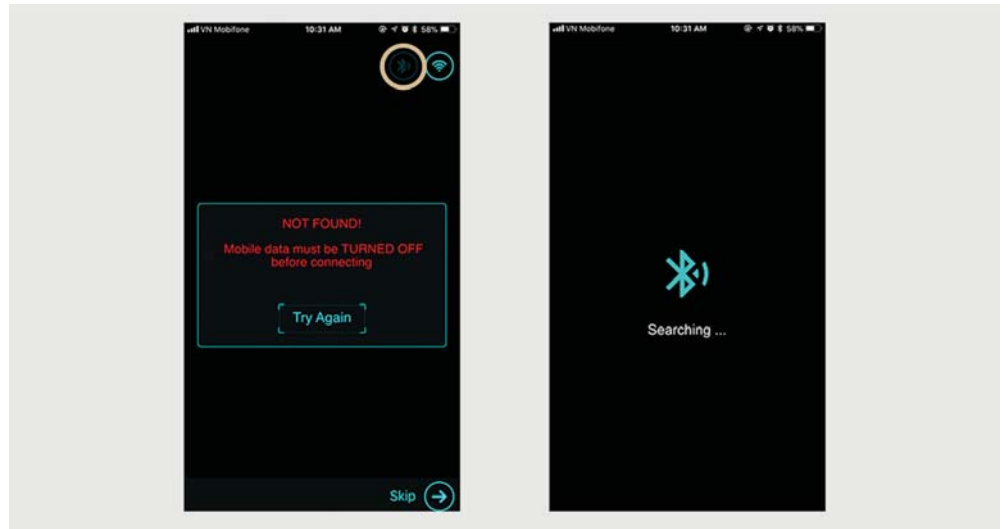 VN Mobifone 10:31 AM 58%
NOT FOUND!
Mobile data must be TURNED OFF
before connecting
Try Again
Skip
VN Mobifone 10:31 AM 58%
Searching ...